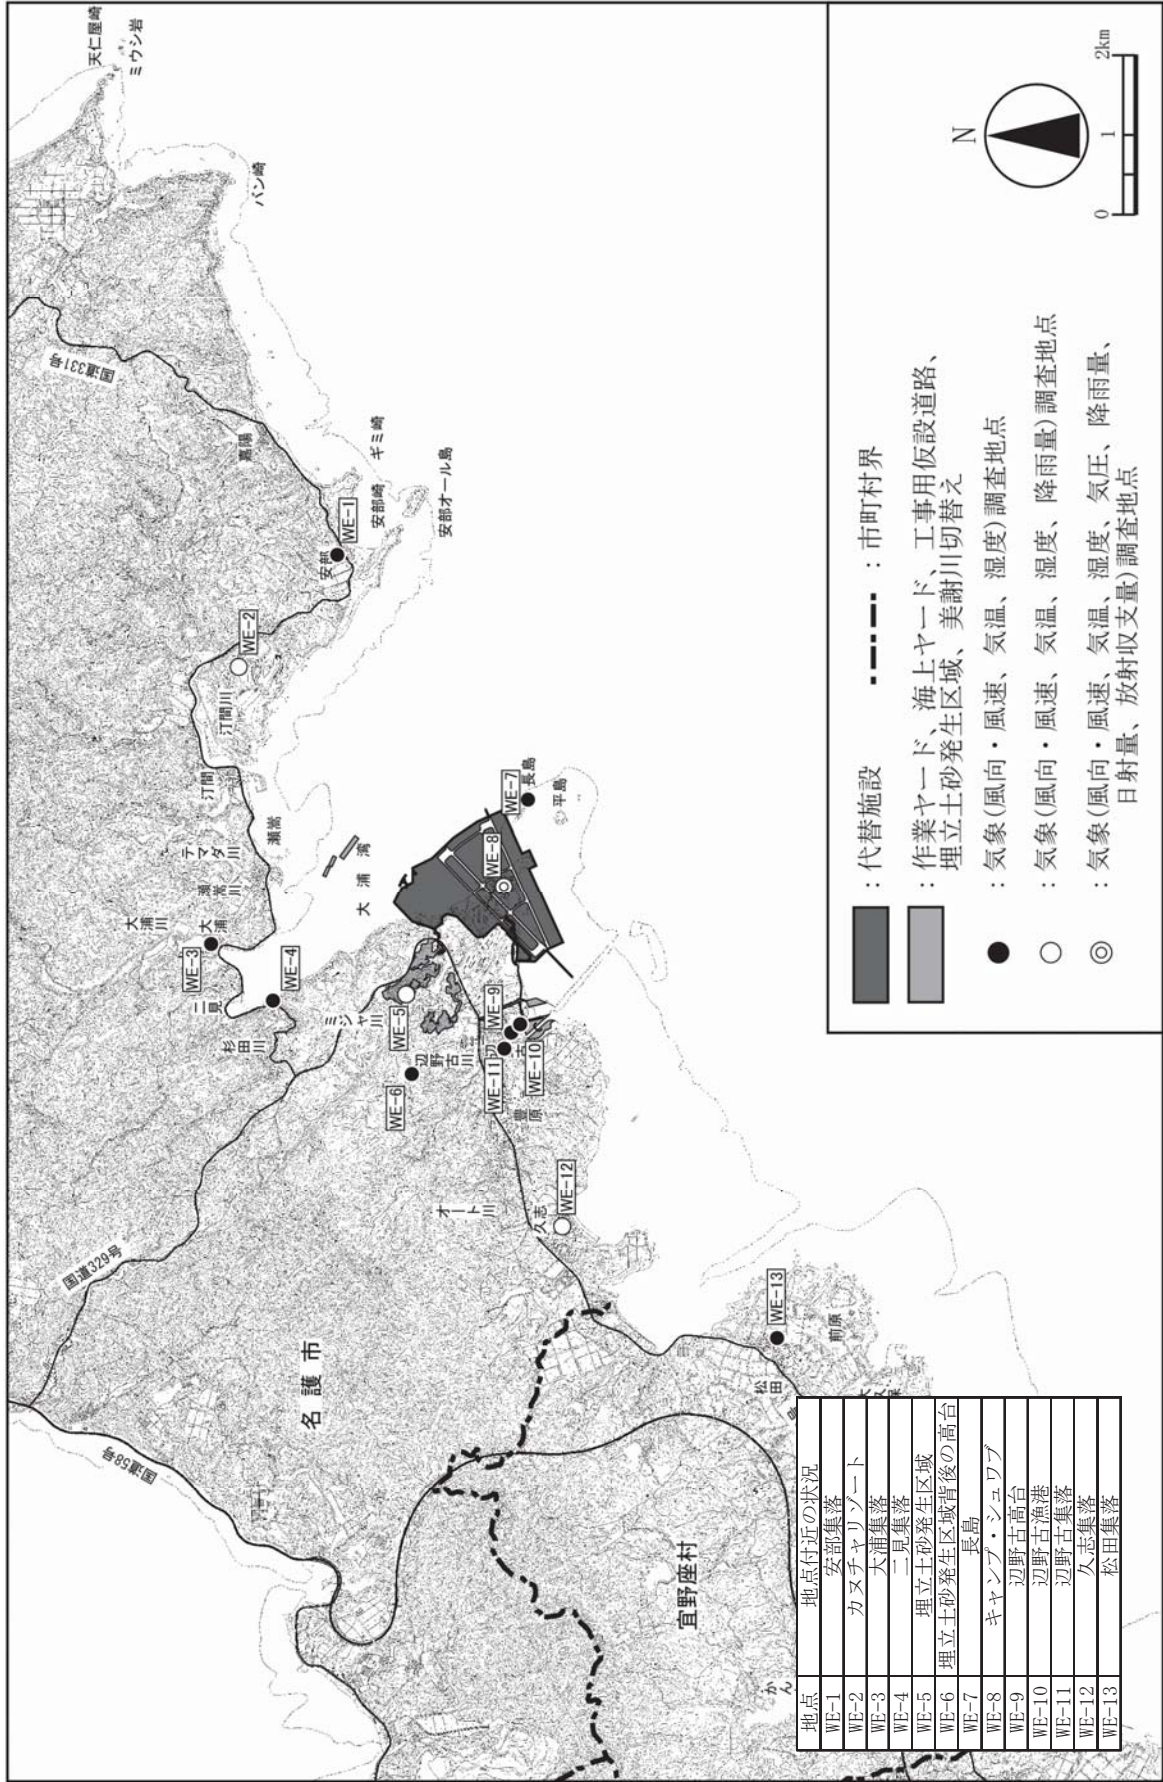 天仁屋崎
ミウシ岩
バン崎
国道331号
嘉陽
ギミ崎
安部崎
安部オール島
WE-1
安部
WE-2
汀間川
汀間
テマダ川
瀬嵩
瀬嵩川
大浦川
大浦
WE-3
二見
WE-4
杉田川
大浦湾
ミジャ川
WE-5
WE-6
辺野古川
WE-7
長島
平島
WE-8
WE-9
WE-10
WE-11
辺
古
豊原
国道329号
オート川
久志
WE-12
WE-13
前原
松田
名護市
国道58号
宜野座村
かん
N
0 1 2km
：代替施設
：市町村界
：作業ヤード、海上ヤード、工事用仮設道路、
埋立土砂発生区域、美謝川切替え
：気象(風向・風速、気温、湿度)調査地点
：気象(風向・風速、気温、湿度、降雨量)調査地点
：気象(風向・風速、気温、湿度、気圧、降雨量、
日射量、放射収支量)調査地点
地点 地点付近の状況
WE-1 安部集落
WE-2 カヌチャリゾート
WE-3 大浦集落
WE-4 二見集落
WE-5 埋立土砂発生区域
WE-6 埋立土砂発生区域背後の高台
WE-7 長島
WE-8 キャンプ・シュワブ
WE-9 辺野古高台
WE-10 辺野古漁港
WE-11 辺野古集落
WE-12 久志集落
WE-13 松田集落